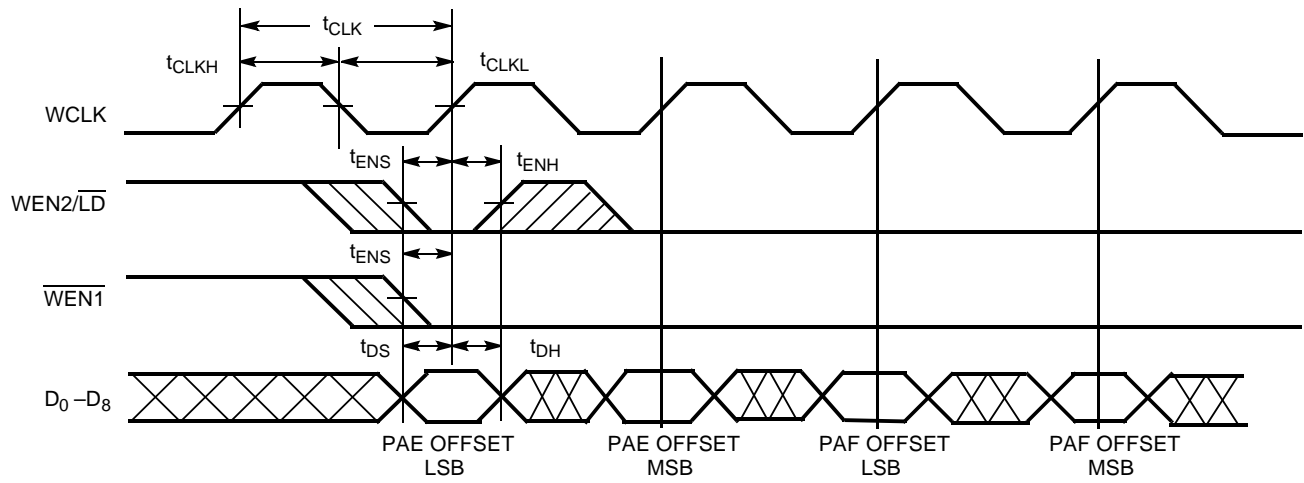 tCLK
tCLKH
tCLKL
WCLK
tENS
tENH
WEN2/LD
tENS
WEN1
tDS
tDH
D0 –D8
PAE OFFSET
LSB
PAE OFFSET
MSB
PAF OFFSET
LSB
PAF OFFSET
MSB